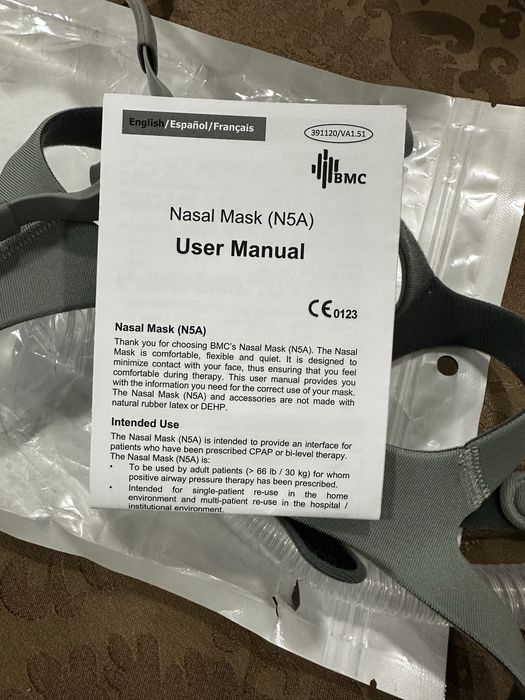 English/Español/Français
391120/VA1.51
BMC
Nasal Mask (N5A)
User Manual
CE0123
Nasal Mask (N5A)
Thank you for choosing BMC's Nasal Mask (N5A). The Nasal
Mask is comfortable, flexible and quiet. It is designed to
minimize contact with your face, thus ensuring that you feel
comfortable during therapy. This user manual provides you
with the information you need for the correct use of your mask.
The Nasal Mask (N5A) and accessories are not made with
natural rubber latex or DEHP.
Intended Use
The Nasal Mask (N5A) is intended to provide an interface for
patients who have been prescribed CPAP or bi-level therapy.
The Nasal Mask (N5A) is:
• To be used by adult patients (> 66 lb / 30 kg) for whom
positive airway pressure therapy has been prescribed.
• Intended for single-patient re-use in the home
environment and multi-patient re-use in the hospital /
institutional environment.